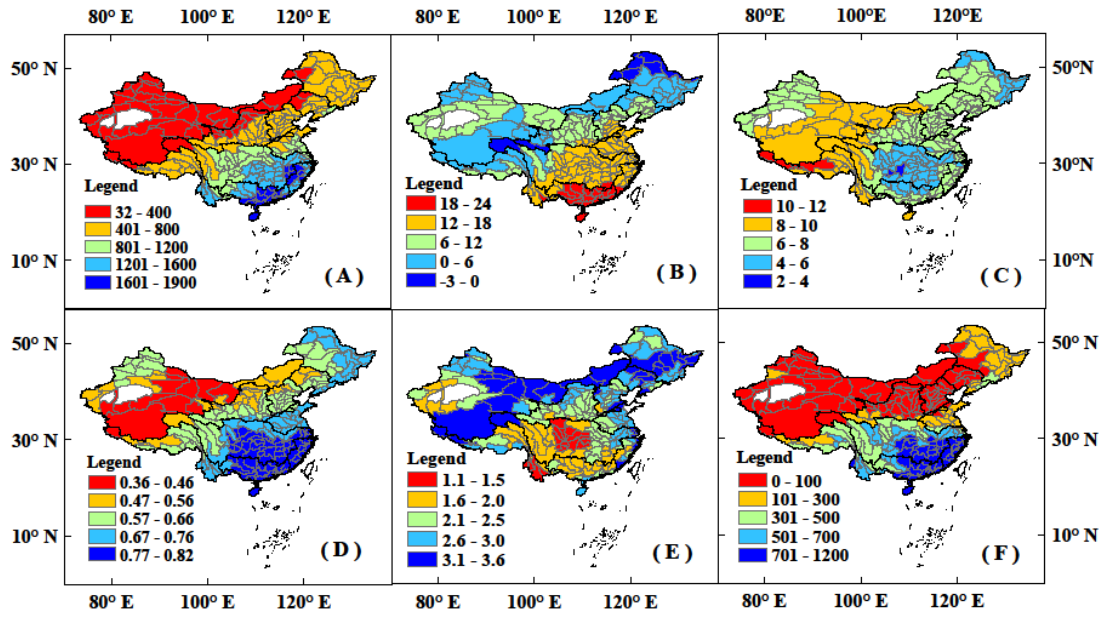 80° E 100° E 120° E 80° E 100° E 120° E
50° N
30° N
10° N
Legend
32 - 400
401 - 800
801 - 1200
1201 - 1600
1601 - 1900
( A )
Legend
18 - 24
12 - 18
6 - 12
0 - 6
-3 - 0
( B )
Legend
10 - 12
8 - 10
6 - 8
4 - 6
2 - 4
( C )
50°N
30°N
10°N
50° N
30° N
10° N
Legend
0.36 - 0.46
0.47 - 0.56
0.57 - 0.66
0.67 - 0.76
0.77 - 0.82
( D )
Legend
1.1 - 1.5
1.6 - 2.0
2.1 - 2.5
2.6 - 3.0
3.1 - 3.6
( E )
Legend
0 - 100
101 - 300
301 - 500
501 - 700
701 - 1200
( F )
50° N
30° N
10° N
80° E 100° E 120° E 80° E 100° E 120° E 80° E 100° E 120° E